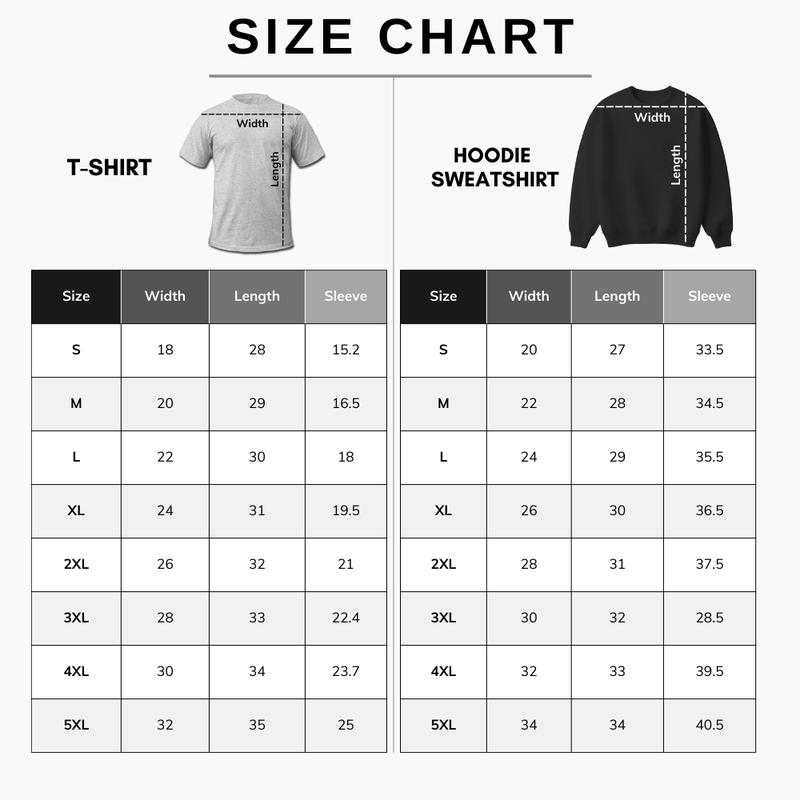 SIZE CHART
T-SHIRT
Width
Length
HOODIE
SWEATSHIRT
Width
Length
Size Width Length Sleeve
S 18 28 15.2
M 20 29 16.5
L 22 30 18
XL 24 31 19.5
2XL 26 32 21
3XL 28 33 22.4
4XL 30 34 23.7
5XL 32 35 25
Size Width Length Sleeve
S 20 27 33.5
M 22 28 34.5
L 24 29 35.5
XL 26 30 36.5
2XL 28 31 37.5
3XL 30 32 28.5
4XL 32 33 39.5
5XL 34 34 40.5